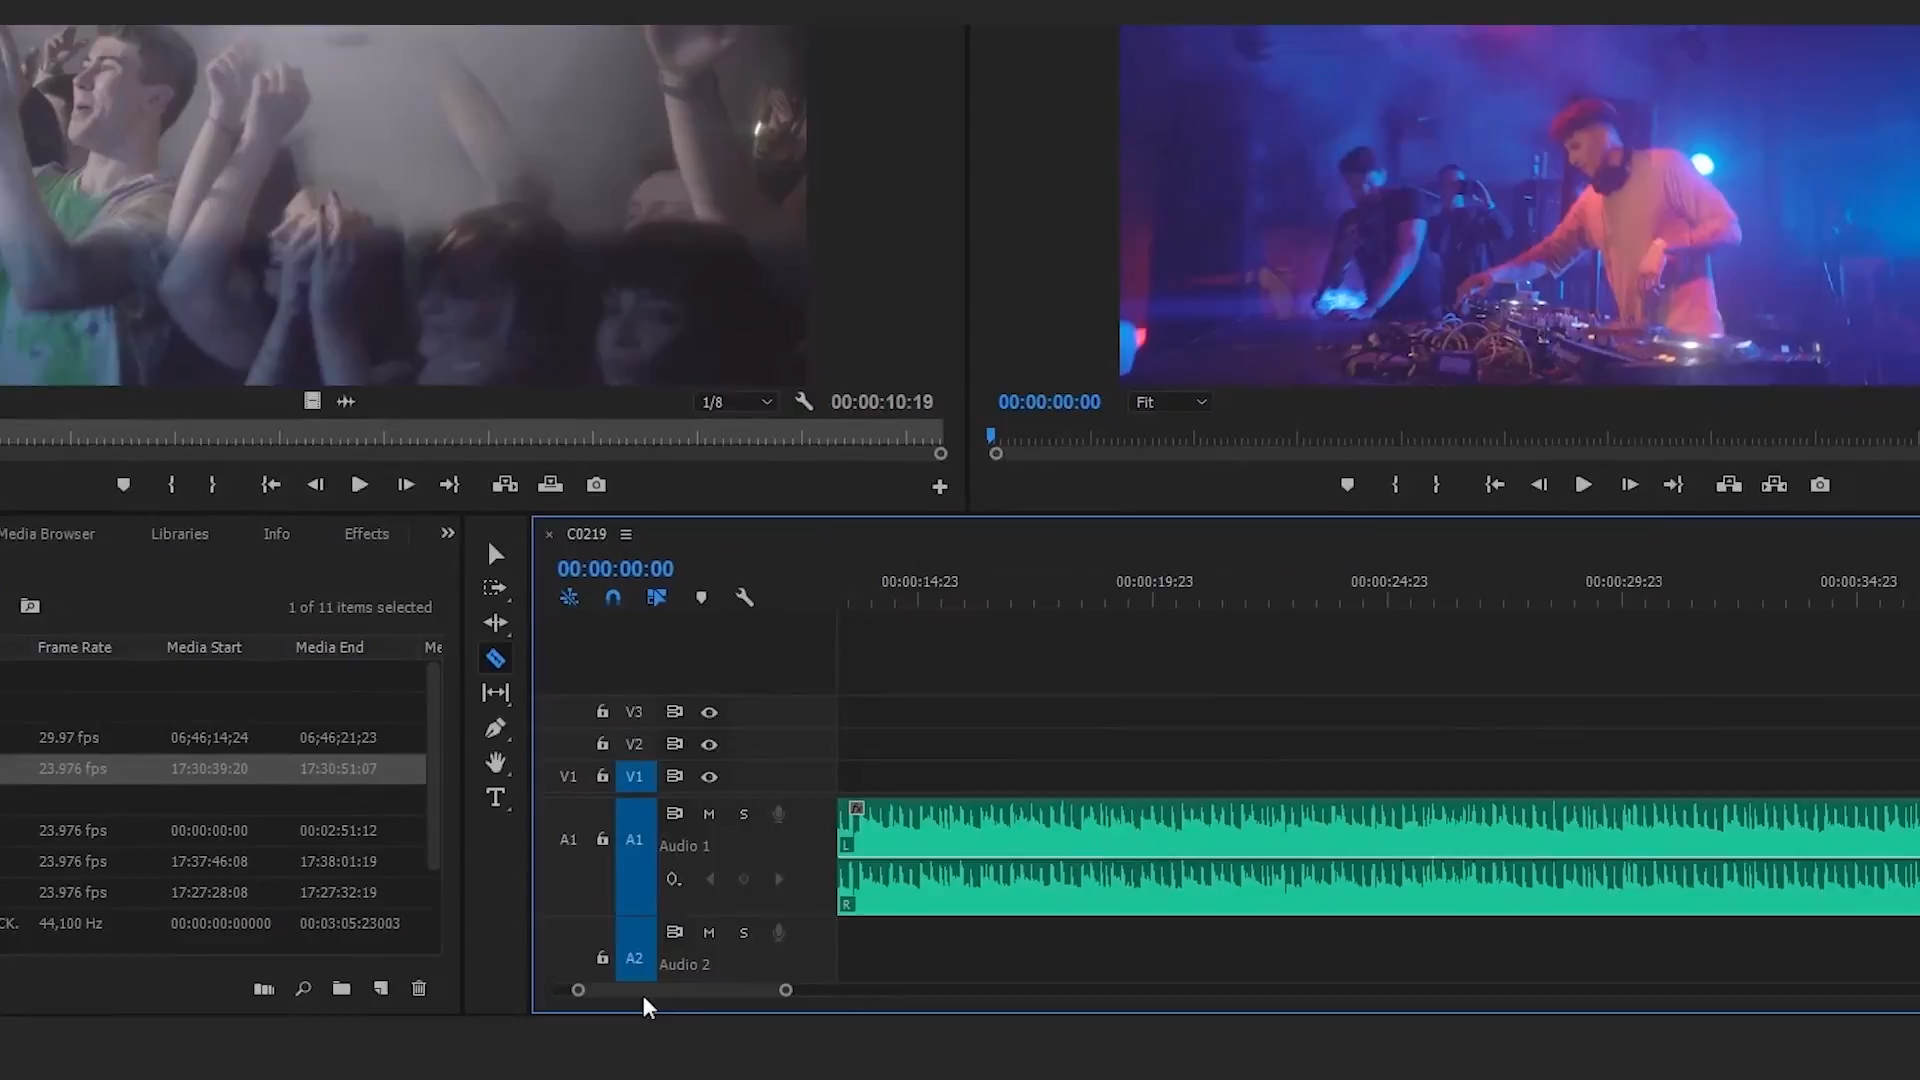 1/8
00:00:10:19
00:00:00:00
Fit
Media Browser
Libraries
Info
Effects
C0219
00:00:00:00
00:00:14:23
00:00:19:23
00:00:24:23
00:00:29:23
00:00:34:23
1 of 11 items selected
Frame Rate
Media Start
Media End
Me
29.97 fps
06;46;14;24
06;46;21;23
23.976 fps
17:30:39:20
17:30:51:07
23.976 fps
00:00:00:00
00:02:51:12
23.976 fps
17:37:46:08
17:38:01:19
23.976 fps
17:27:28:08
17:27:32:19
CK.
44,100 Hz
00:00:00:00000
00:03:05:23003
T
V3
V2
V1
V1
A1
A1
M
S
Audio 1
A2
M
S
Audio 2
fx
L
R